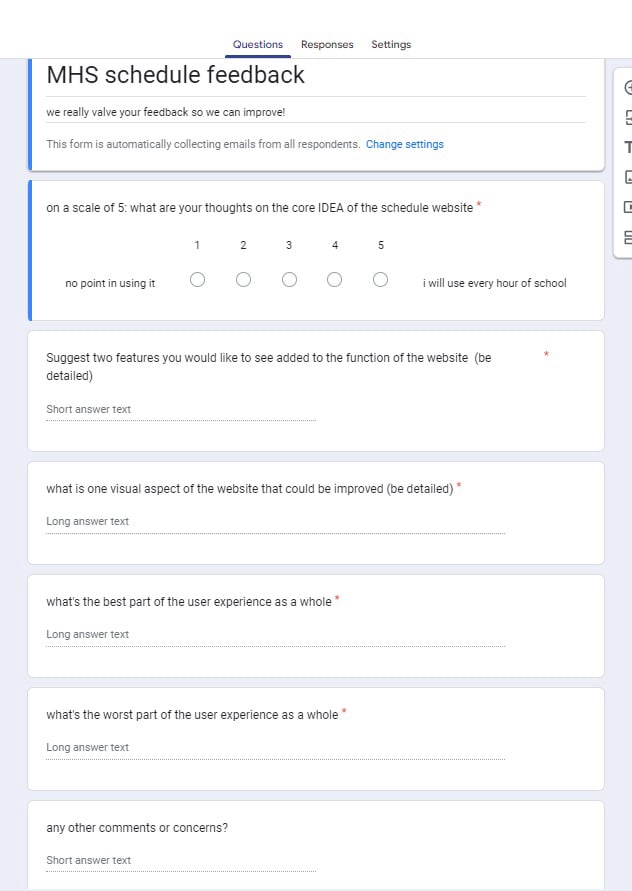 Questions Responses Settings
MHS schedule feedback
we really valve your feedback so we can improve!
This form is automatically collecting emails from all respondents. Change settings
on a scale of 5: what are your thoughts on the core IDEA of the schedule website *
1 2 3 4 5
no point in using it i will use every hour of school
Suggest two features you would like to see added to the function of the website (be *
detailed)
Short answer text
what is one visual aspect of the website that could be improved (be detailed) *
Long answer text
what's the best part of the user experience as a whole *
Long answer text
what's the worst part of the user experience as a whole *
Long answer text
any other comments or concerns?
Short answer text